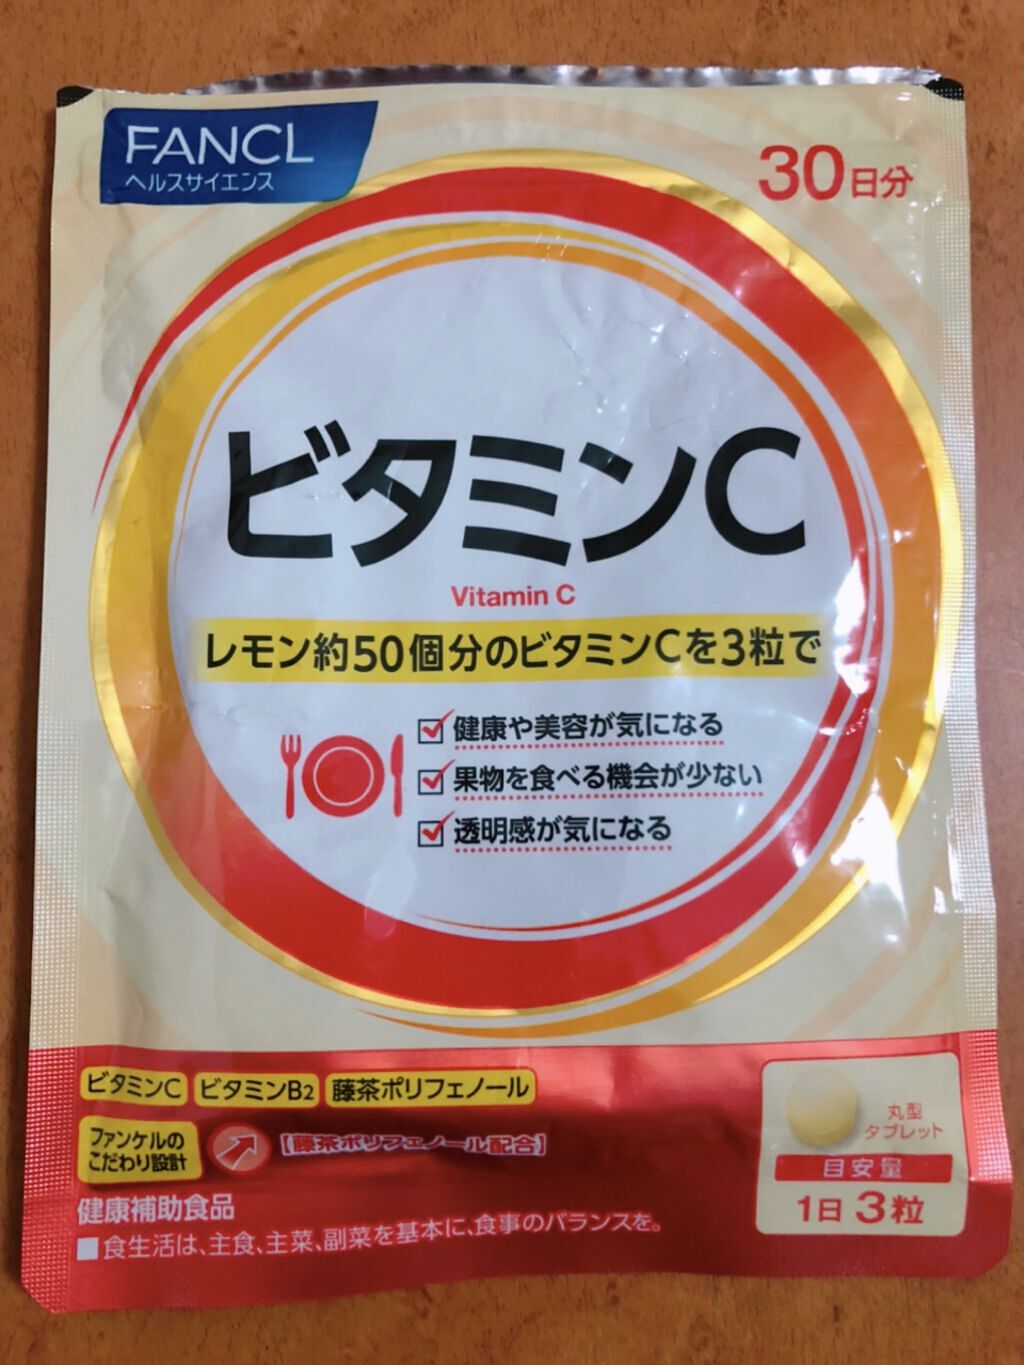 FANCL
ヘルスサイエンス
30日分
ビタミンC
Vitamin C
レモン約50個分のビタミンCを3粒で
健康や美容が気になる
果物を食べる機会が少ない
透明感が気になる
ビタミンC ビタミンB2 藤茶ポリフェノール
ファンケルの
こだわり設計
【藤茶ポリフェノール配合】
丸型
タブレット
目安量
1日 3粒
健康補助食品
■食生活は、主食、主菜、副菜を基本に、食事のバランスを。